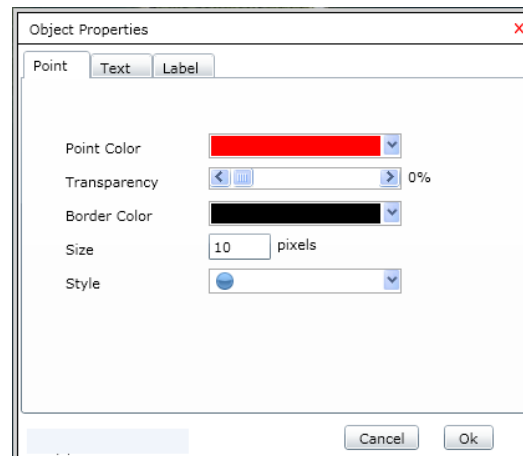 Object Properties
Point Text Label
Point Color
Transparency 0%
Border Color
Size 10 pixels
Style
Cancel Ok